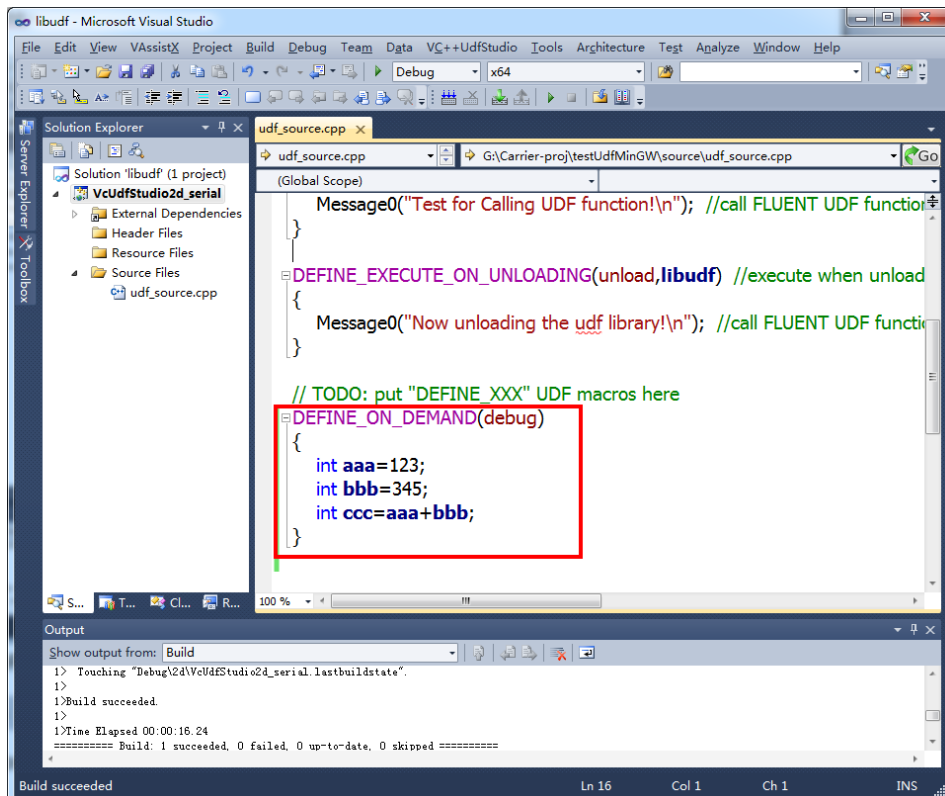 libudf - Microsoft Visual Studio
File Edit View VAssistX Project Build Debug Team Data VC++UdfStudio Tools Architecture Test Analyze Window Help
Debug x64
Server Explorer
Toolbox
Solution Explorer
Solution 'libudf' (1 project)
VcUdfStudio2d_serial
External Dependencies
Header Files
Resource Files
Source Files
udf_source.cpp
S... T... Cl... R...
udf_source.cpp
udf_source.cpp G:\Carrier-proj\testUdfMinGW\source\udf_source.cpp Go
(Global Scope)
Message0("Test for Calling UDF function!\n"); //call FLUENT UDF function
}
DEFINE_EXECUTE_ON_UNLOADING(unload,libudf) //execute when unload
{
Message0("Now unloading the udf library!\n"); //call FLUENT UDF functi
}
// TODO: put "DEFINE_XXX" UDF macros here
DEFINE_ON_DEMAND(debug)
{
int aaa=123;
int bbb=345;
int ccc=aaa+bbb;
}
100 %
Output
Show output from: Build
1> Touching "Debug\2d\VcUdfStudio2d_serial.lastbuildstate".
1>
1>Build succeeded.
1>
1>Time Elapsed 00:00:16.24
========== Build: 1 succeeded, 0 failed, 0 up-to-date, 0 skipped ==========
Build succeeded Ln 16 Col 1 Ch 1 INS